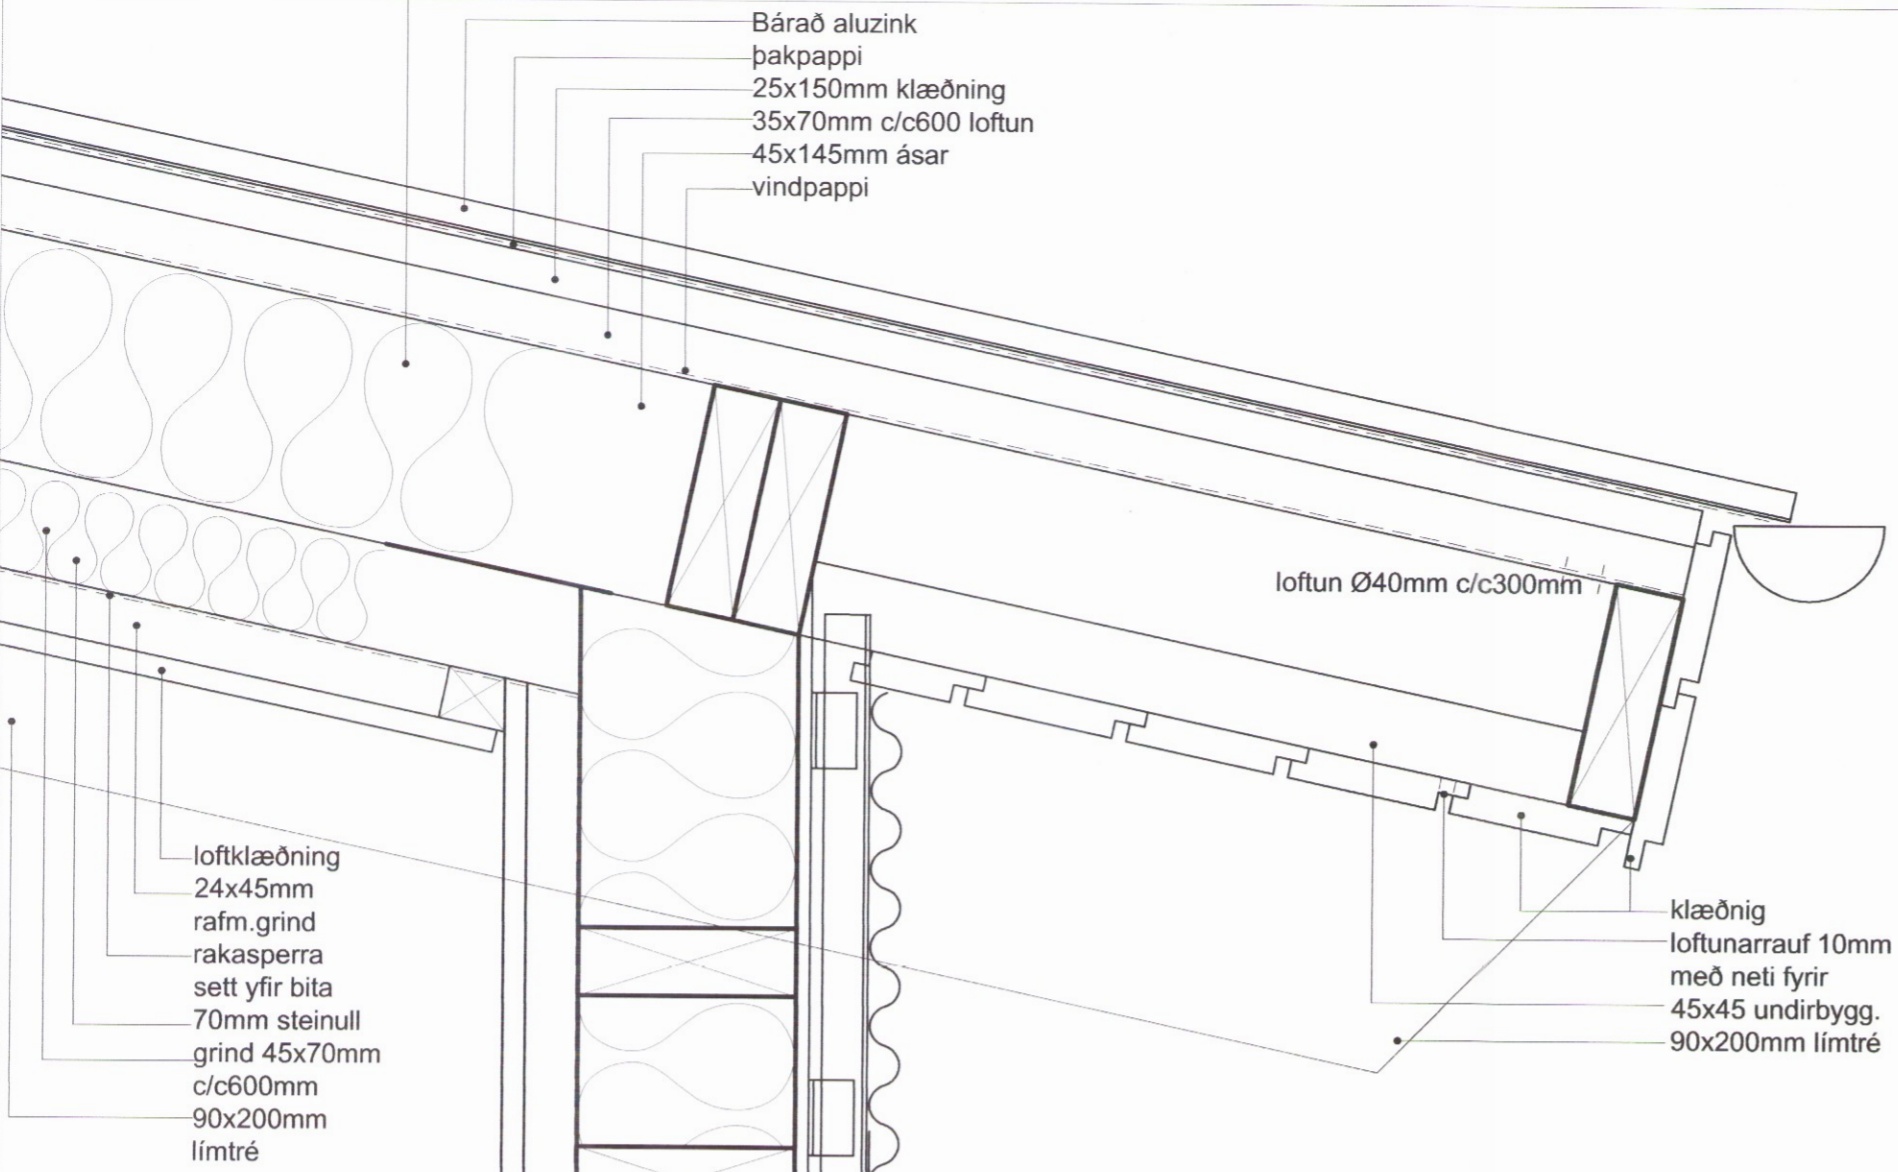 Bárað aluzink
þakpappi
25x150mm klæðning
35x70mm c/c600 loftun
45x145mm ásar
vindpappi
loftun Ø40mm c/c300mm
loftklæðning
24x45mm
rafm.grind
rakasperra
sett yfir bita
70mm steinull
grind 45x70mm
c/c600mm
90x200mm
límtré
klæðnig
loftunarrauf 10mm
með neti fyrir
45x45 undirbygg.
90x200mm límtré